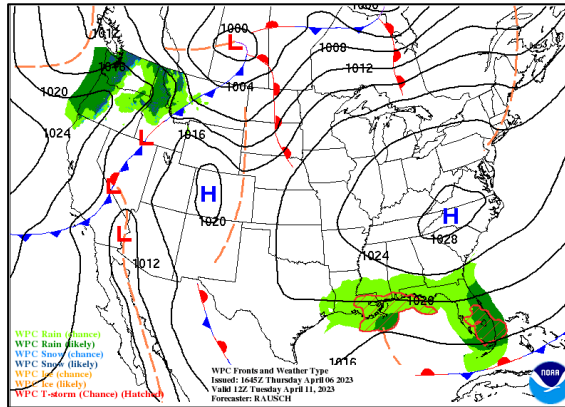 1012
1000
1000
1008
1016
1012
1020
1004
1024
1016
1020
1028
1012
1024
1020
1016
L
L
L
L
H
H
WPC Rain (chance)
WPC Rain (likely)
WPC Snow (chance)
WPC Snow (likely)
WPC Ice (chance)
WPC Ice (likely)
WPC T-storm (Chance) (Hatched)
WPC Fronts and Weather Type
Issued: 1645Z Thursday April 06 2023
Valid 12Z Tuesday April 11, 2023
Forecaster: RAUSCH
NOAA